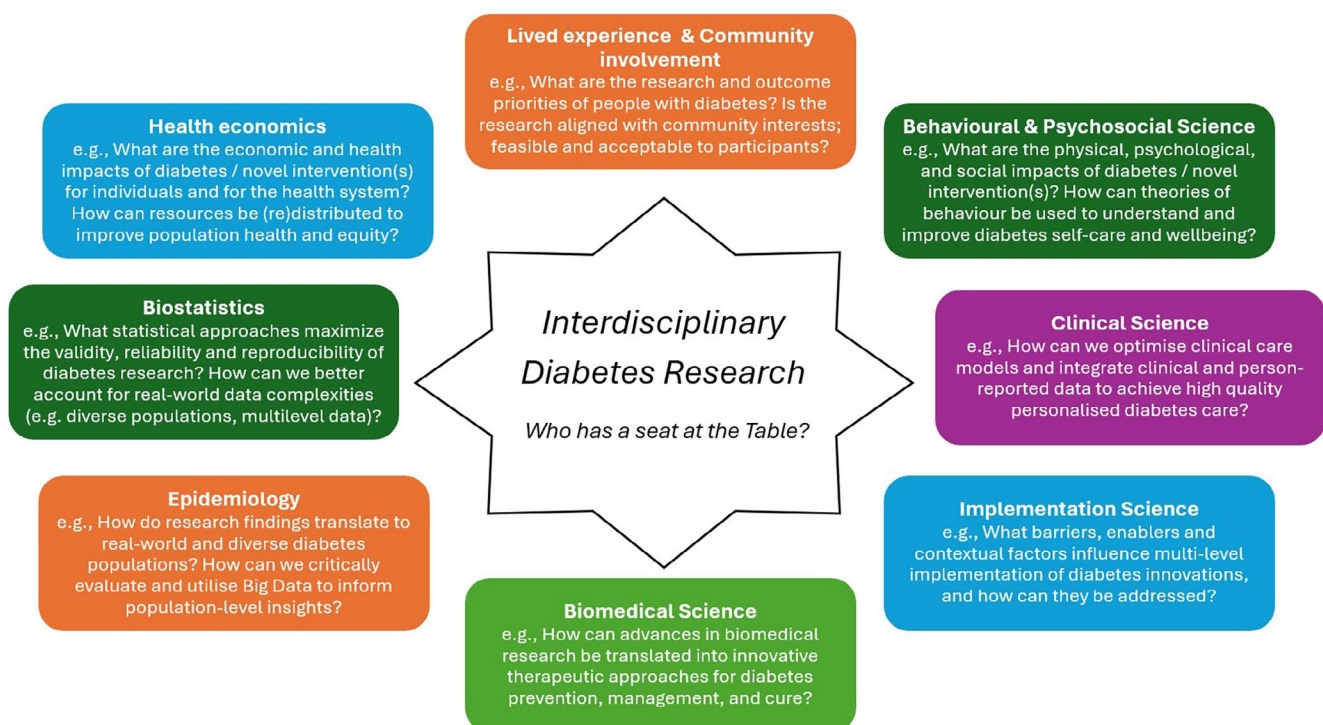 Lived experience & Community
involvement
e.g., What are the research and outcome
priorities of people with diabetes? Is the
research aligned with community interests;
feasible and acceptable to participants?
Health economics
e.g., What are the economic and health
impacts of diabetes / novel intervention(s)
for individuals and for the health system?
How can resources be (re)distributed to
improve population health and equity?
Behavioural & Psychosocial Science
e.g., What are the physical, psychological,
and social impacts of diabetes / novel
intervention(s)? How can theories of
behaviour be used to understand and
improve diabetes self-care and wellbeing?
Biostatistics
e.g., What statistical approaches maximize
the validity, reliability and reproducibility of
diabetes research? How can we better
account for real-world data complexities
(e.g. diverse populations, multilevel data)?
Interdisciplinary
Diabetes Research
Who has a seat at the Table?
Clinical Science
e.g., How can we optimise clinical care
models and integrate clinical and person-
reported data to achieve high quality
personalised diabetes care?
Epidemiology
e.g., How do research findings translate to
real-world and diverse diabetes
populations? How can we critically
evaluate and utilise Big Data to inform
population-level insights?
Implementation Science
e.g., What barriers, enablers and
contextual factors influence multi-level
implementation of diabetes innovations,
and how can they be addressed?
Biomedical Science
e.g., How can advances in biomedical
research be translated into innovative
therapeutic approaches for diabetes
prevention, management, and cure?